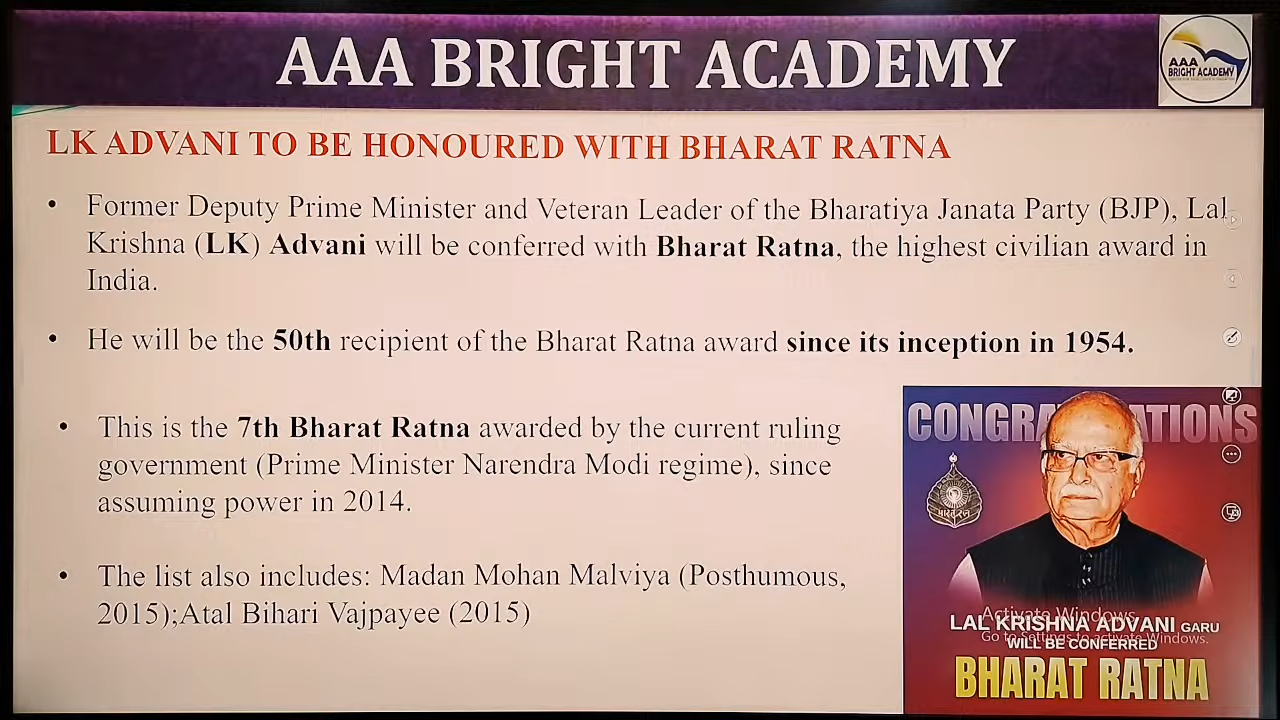 AAA BRIGHT ACADEMY
AAA
BRIGHT ACADEMY
LK ADVANI TO BE HONOURED WITH BHARAT RATNA
• Former Deputy Prime Minister and Veteran Leader of the Bharatiya Janata Party (BJP), Lal
Krishna (LK) Advani will be conferred with Bharat Ratna, the highest civilian award in
India.
• He will be the 50th recipient of the Bharat Ratna award since its inception in 1954.
• This is the 7th Bharat Ratna awarded by the current ruling
government (Prime Minister Narendra Modi regime), since
assuming power in 2014.
• The list also includes: Madan Mohan Malviya (Posthumous,
2015);Atal Bihari Vajpayee (2015)
CONGRA ATIONS
भारत रत्न
Activate Windows
LAL KRISHNA ADVANI GARU
Go to Settings to activate Windows.
WILL BE CONFERRED
BHARAT RATNA